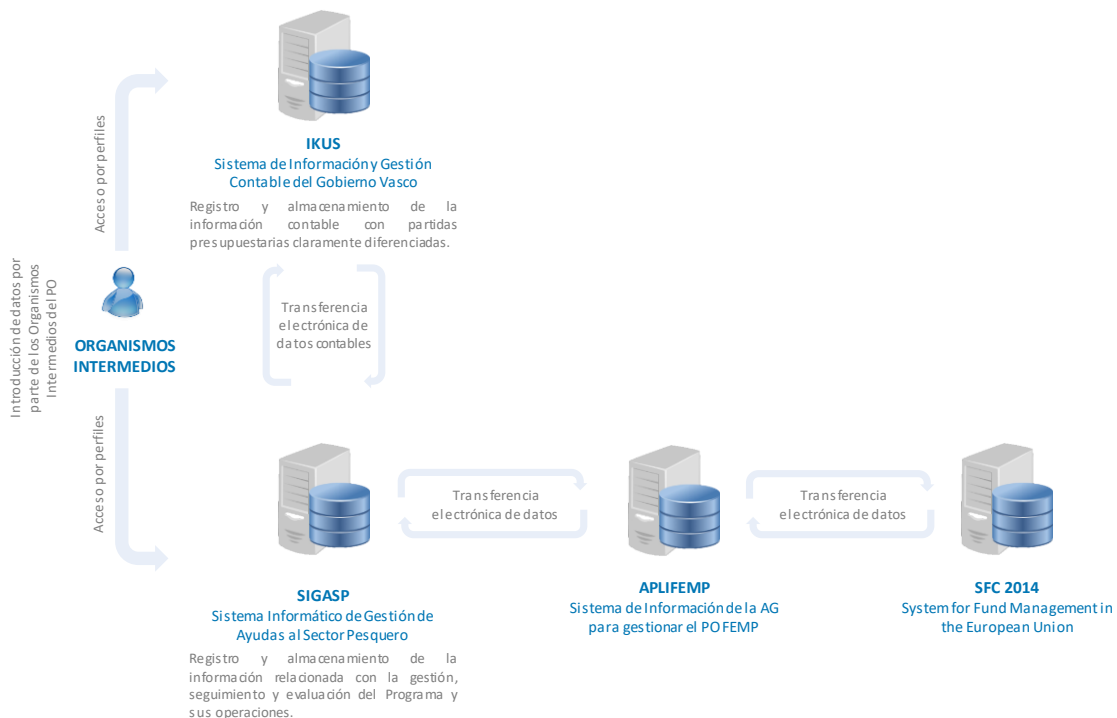 Acceso por perfiles
IKUS
Sistema de Información y Gestión
Contable del Gobierno Vasco
Registro y almacenamiento de la
información contable con partidas
presupuestarias claramente diferenciadas.
Introducción de datos por
parte de los Organismos
Intermedios del PO
ORGANISMOS
INTERMEDIOS
Transferencia
electrónica de
datos contables
Acceso por perfiles
Transferencia
electrónica de datos
Transferencia
electrónica de datos
SIGASP
Sistema Informático de Gestión de
Ayudas al Sector Pesquero
Registro y almacenamiento de la
información relacionada con la gestión,
seguimiento y evaluación del Programa y
sus operaciones.
APLIFEMP
Sistema de Información de la AG
para gestionar el PO FEMP
SFC 2014
System for Fund Management in
the European Union